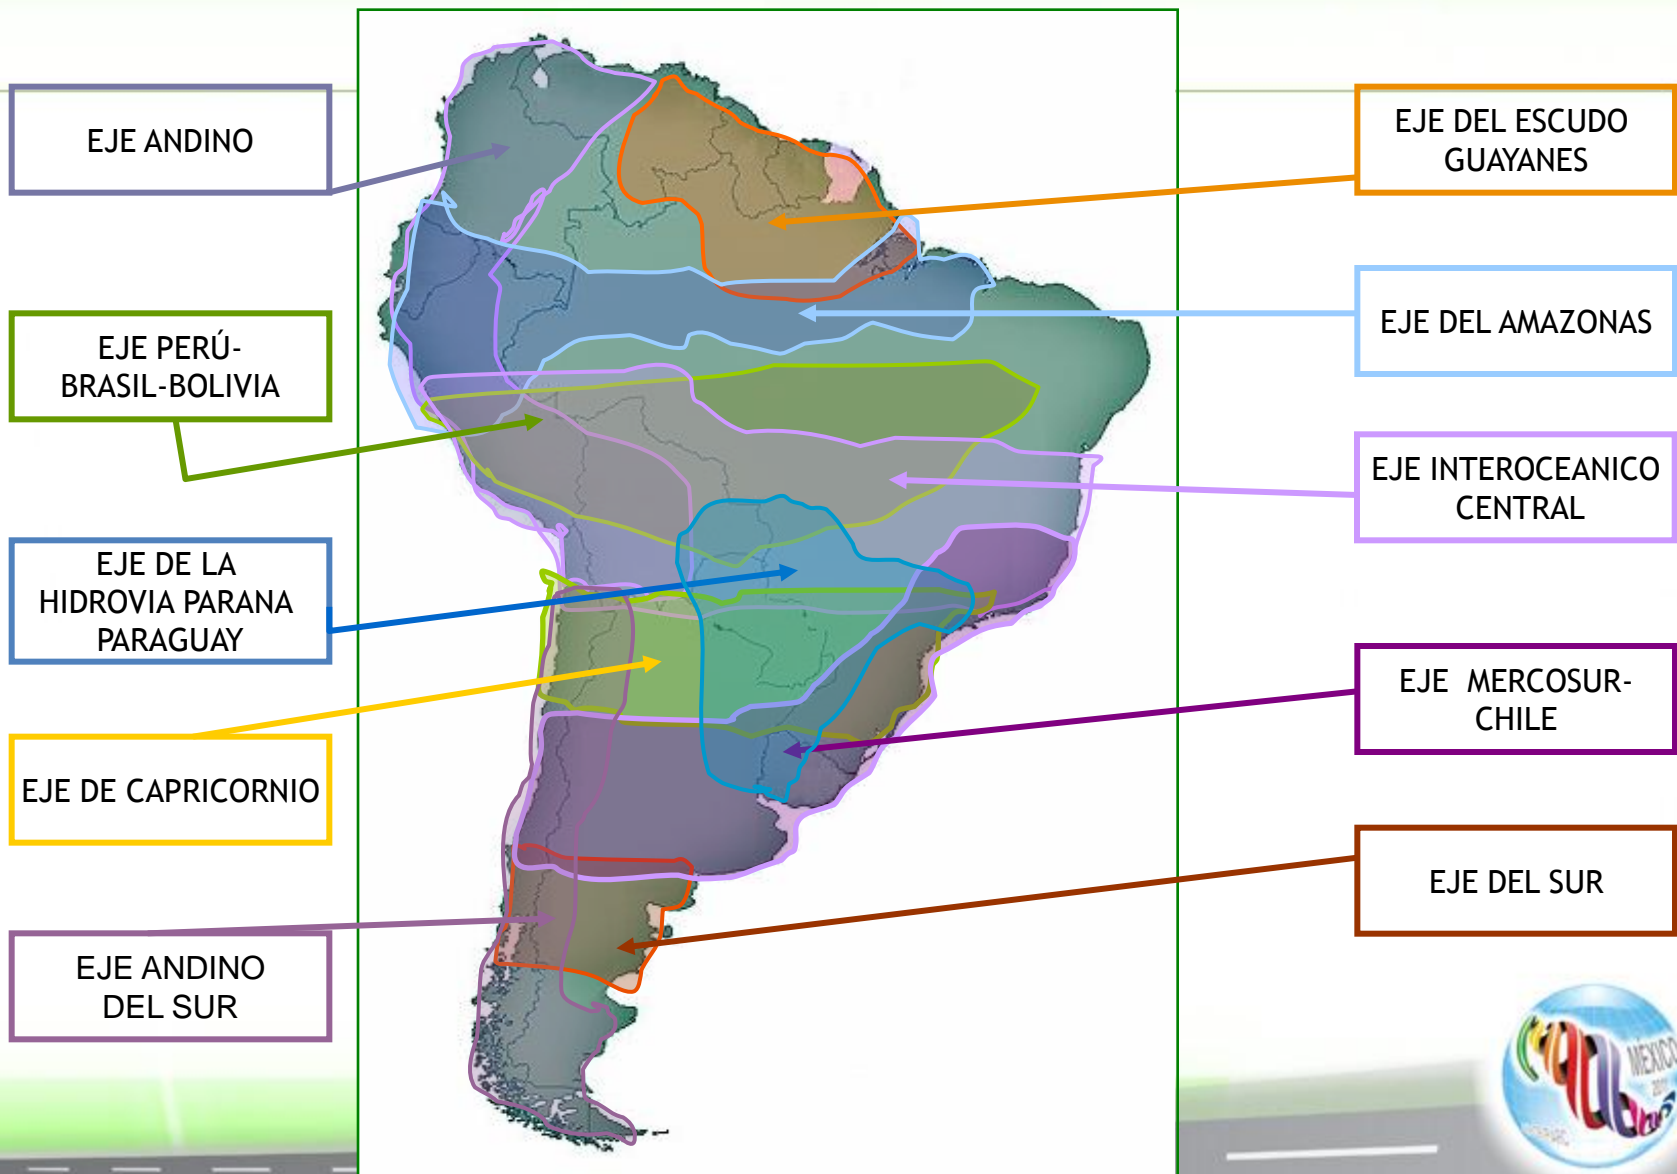 EJE ANDINO
EJE PERÚ-
BRASIL-BOLIVIA
EJE DE LA
HIDROVIA PARANA
PARAGUAY
EJE DE CAPRICORNIO
EJE ANDINO
DEL SUR
EJE DEL ESCUDO
GUAYANES
EJE DEL AMAZONAS
EJE INTEROCEANICO
CENTRAL
EJE MERCOSUR-
CHILE
EJE DEL SUR
MÉXICO